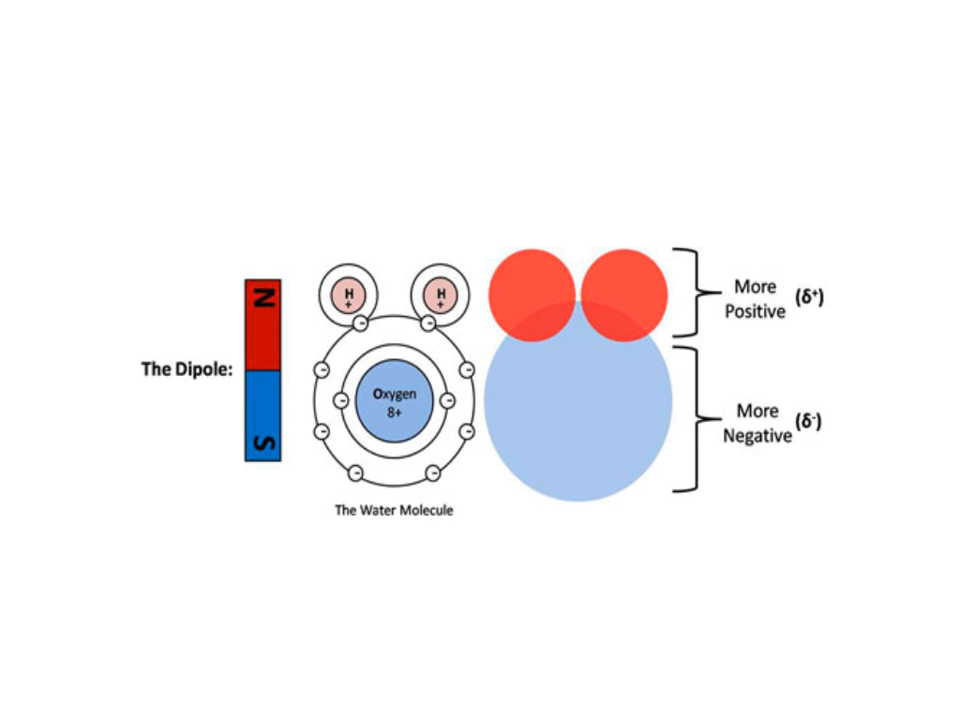 The Dipole:
N
S
H
+
H
+
-
-
-
-
-
-
-
-
-
-
Oxygen
8+
The Water Molecule
More
Positive
(δ+)
More
Negative
(δ-)